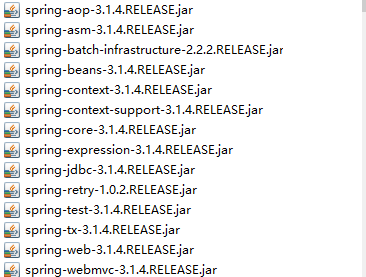 spring-aop-3.1.4.RELEASE.jar
spring-asm-3.1.4.RELEASE.jar
spring-batch-infrastructure-2.2.2.RELEASE.jar
spring-beans-3.1.4.RELEASE.jar
spring-context-3.1.4.RELEASE.jar
spring-context-support-3.1.4.RELEASE.jar
spring-core-3.1.4.RELEASE.jar
spring-expression-3.1.4.RELEASE.jar
spring-jdbc-3.1.4.RELEASE.jar
spring-retry-1.0.2.RELEASE.jar
spring-test-3.1.4.RELEASE.jar
spring-tx-3.1.4.RELEASE.jar
spring-web-3.1.4.RELEASE.jar
spring-webmvc-3.1.4.RELEASE.jar